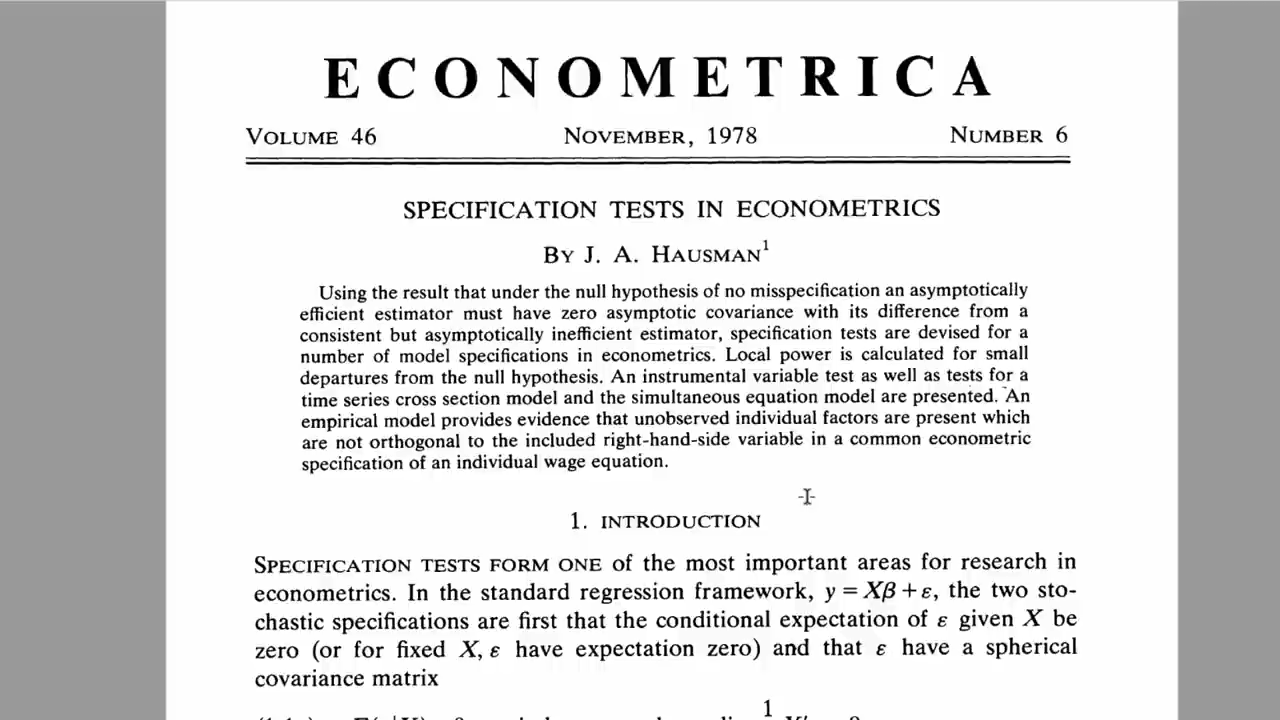 ECONOMETRICA
VOLUME 46 NOVEMBER, 1978 NUMBER 6
SPECIFICATION TESTS IN ECONOMETRICS
BY J. A. HAUSMAN¹
Using the result that under the null hypothesis of no misspecification an asymptotically
efficient estimator must have zero asymptotic covariance with its difference from a
consistent but asymptotically inefficient estimator, specification tests are devised for a
number of model specifications in econometrics. Local power is calculated for small
departures from the null hypothesis. An instrumental variable test as well as tests for a
time series cross section model and the simultaneous equation model are presented. An
empirical model provides evidence that unobserved individual factors are present which
are not orthogonal to the included right-hand-side variable in a common econometric
specification of an individual wage equation.
1. INTRODUCTION
SPECIFICATION TESTS FORM ONE of the most important areas for research in
econometrics. In the standard regression framework, y = Xβ + ε, the two sto-
chastic specifications are first that the conditional expectation of ε given X be
zero (or for fixed X, ε have expectation zero) and that ε have a spherical
covariance matrix